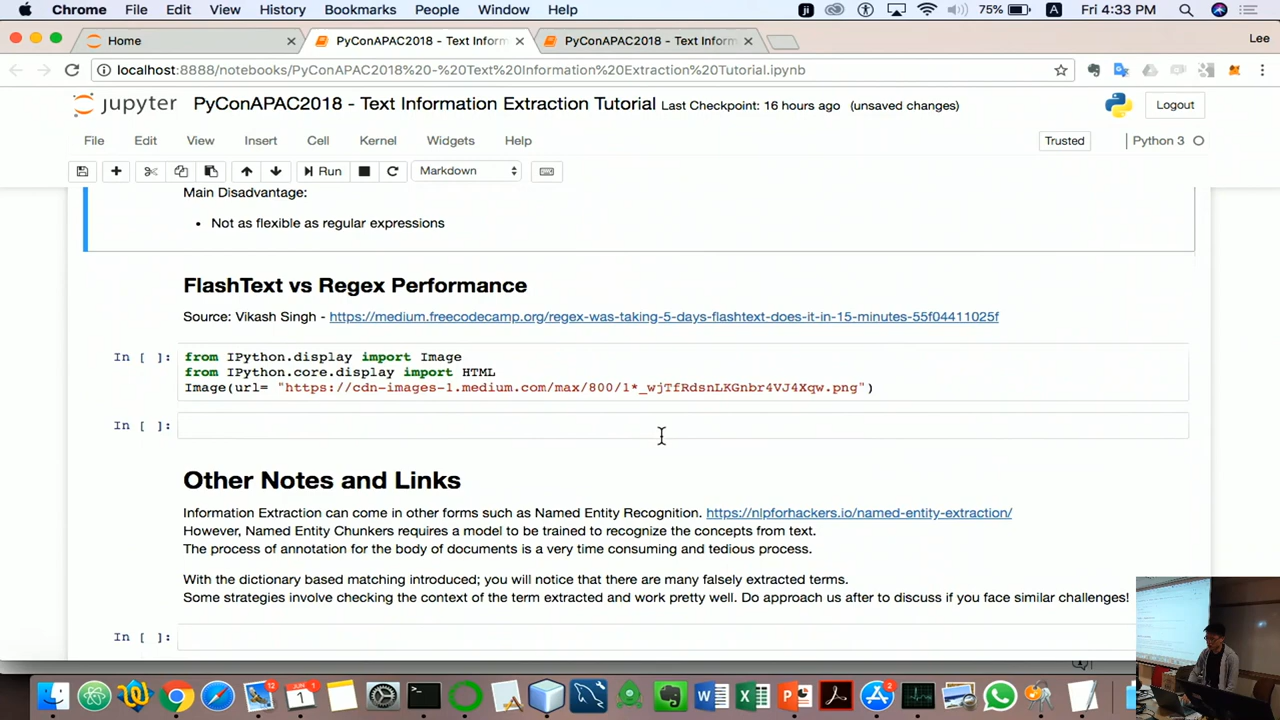 Chrome File Edit View History Bookmarks People Window Help 75% A Fri 4:33 PM
Home PyConAPAC2018 - Text Inform PyConAPAC2018 - Text Inform Lee
localhost:8888/notebooks/PyConAPAC2018%20-%20Text%20Information%20Extraction%20Tutorial.ipynb
jupyter PyConAPAC2018 - Text Information Extraction Tutorial Last Checkpoint: 16 hours ago (unsaved changes) Logout
File Edit View Insert Cell Kernel Widgets Help Trusted Python 3
Run Markdown
Main Disadvantage:
• Not as flexible as regular expressions
FlashText vs Regex Performance
Source: Vikash Singh - https://medium.freecodecamp.org/regex-was-taking-5-days-flashtext-does-it-in-15-minutes-55f04411025f
In [ ]: from IPython.display import Image
from IPython.core.display import HTML
Image(url= "https://cdn-images-1.medium.com/max/800/1*_wjTfRdsnLKGnbr4VJ4Xqw.png")
In [ ]:
Other Notes and Links
Information Extraction can come in other forms such as Named Entity Recognition. https://nlpforhackers.io/named-entity-extraction/
However, Named Entity Chunkers requires a model to be trained to recognize the concepts from text.
The process of annotation for the body of documents is a very time consuming and tedious process.
With the dictionary based matching introduced; you will notice that there are many falsely extracted terms.
Some strategies involve checking the context of the term extracted and work pretty well. Do approach us after to discuss if you face similar challenges!
In [ ]: